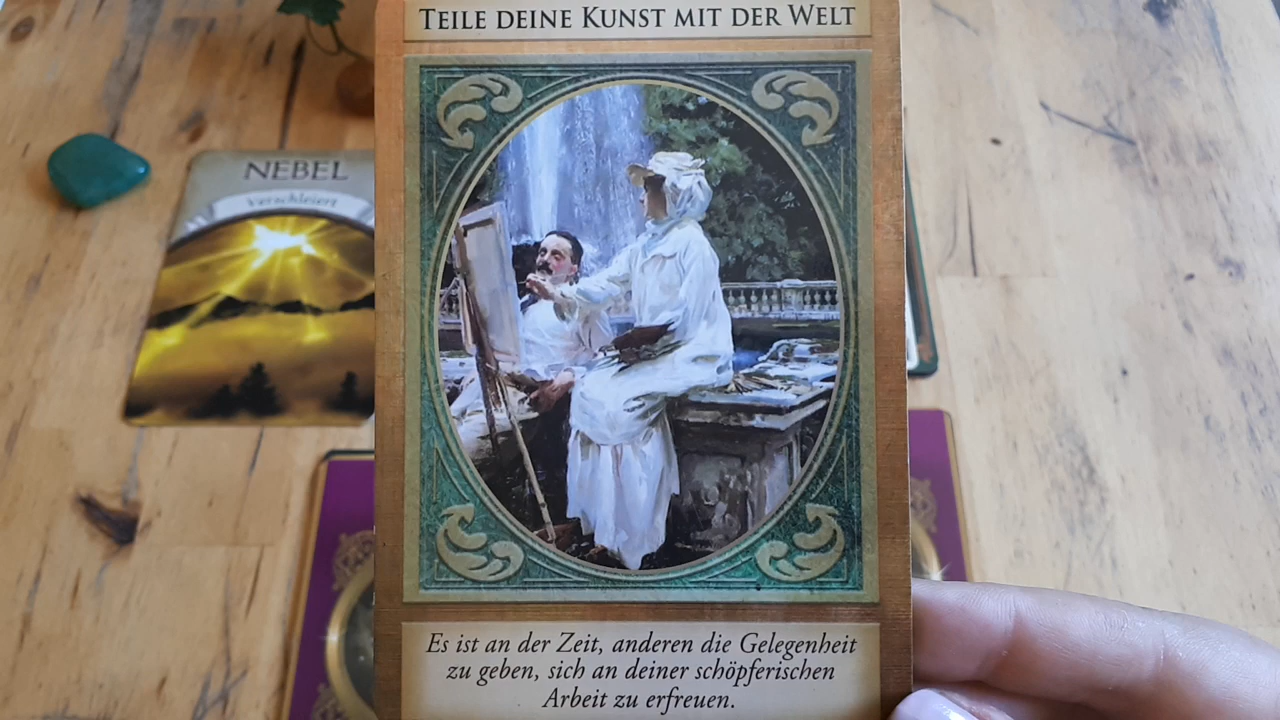 TEILE DEINE KUNST MIT DER WELT
NEBEL
Verschleiert
Es ist an der Zeit, anderen die Gelegenheit
zu geben, sich an deiner schöpferischen
Arbeit zu erfreuen.